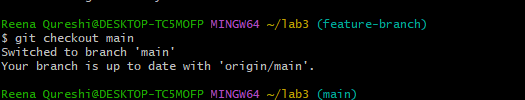 Reena Qureshi@DESKTOP-TC5MOFP MINGW64 ~/lab3 (feature-branch)
$ git checkout main
Switched to branch 'main'
Your branch is up to date with 'origin/main'.
Reena Qureshi@DESKTOP-TC5MOFP MINGW64 ~/lab3 (main)